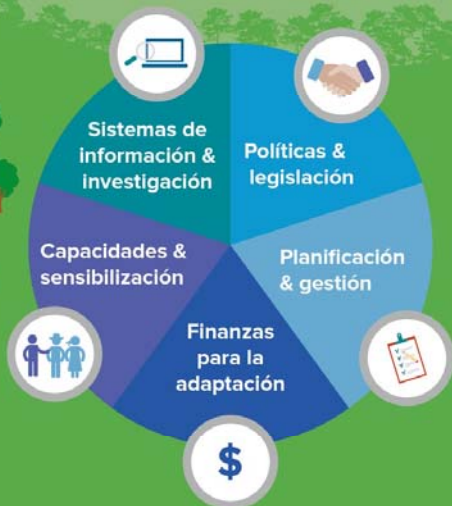 Sistemas de
información &
investigación
Políticas &
legislación
Capacidades &
sensibilización
Planificación
& gestión
Finanzas
para la
adaptación
$